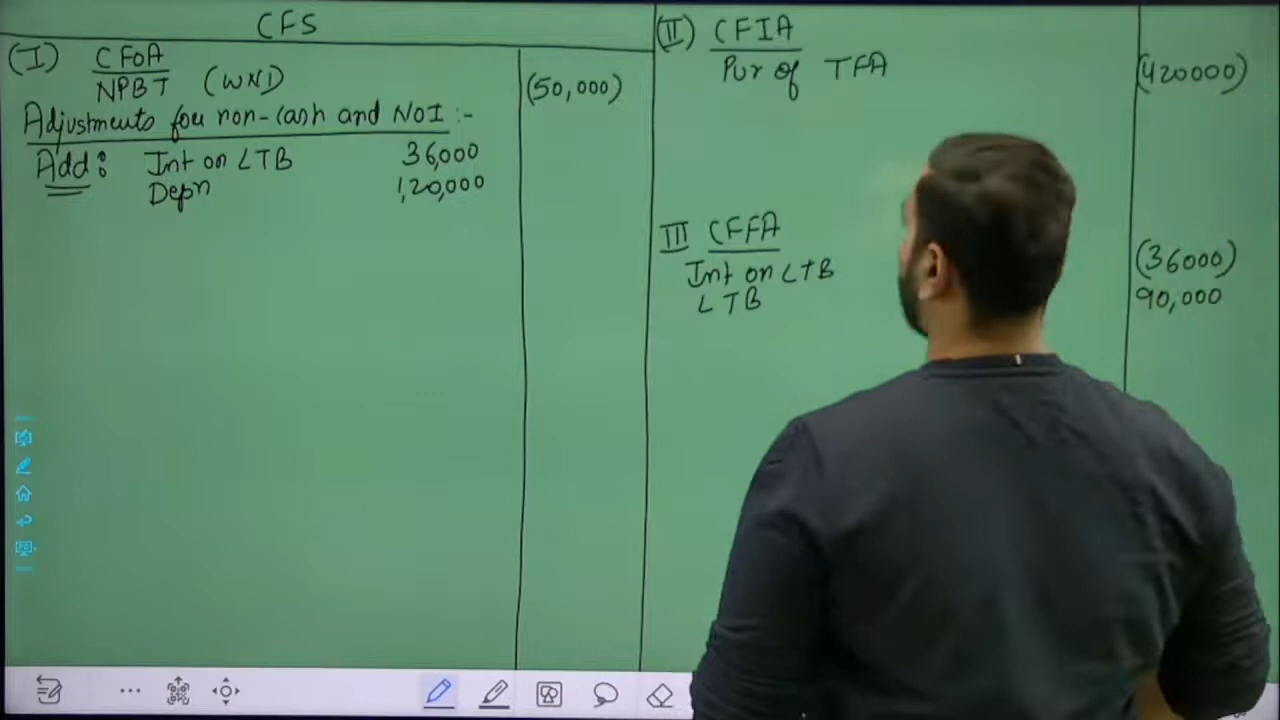 CFS
(I) CFOA
NPBT (WN1) (50,000)
Adjustments for non-cash and NOI :-
Add: Int on LTB 36,000
Depn 1,20,000
(II) CFIA
Pur of TFA (420000)
III CFFA
Int on LTB (36000)
LTB 90,000